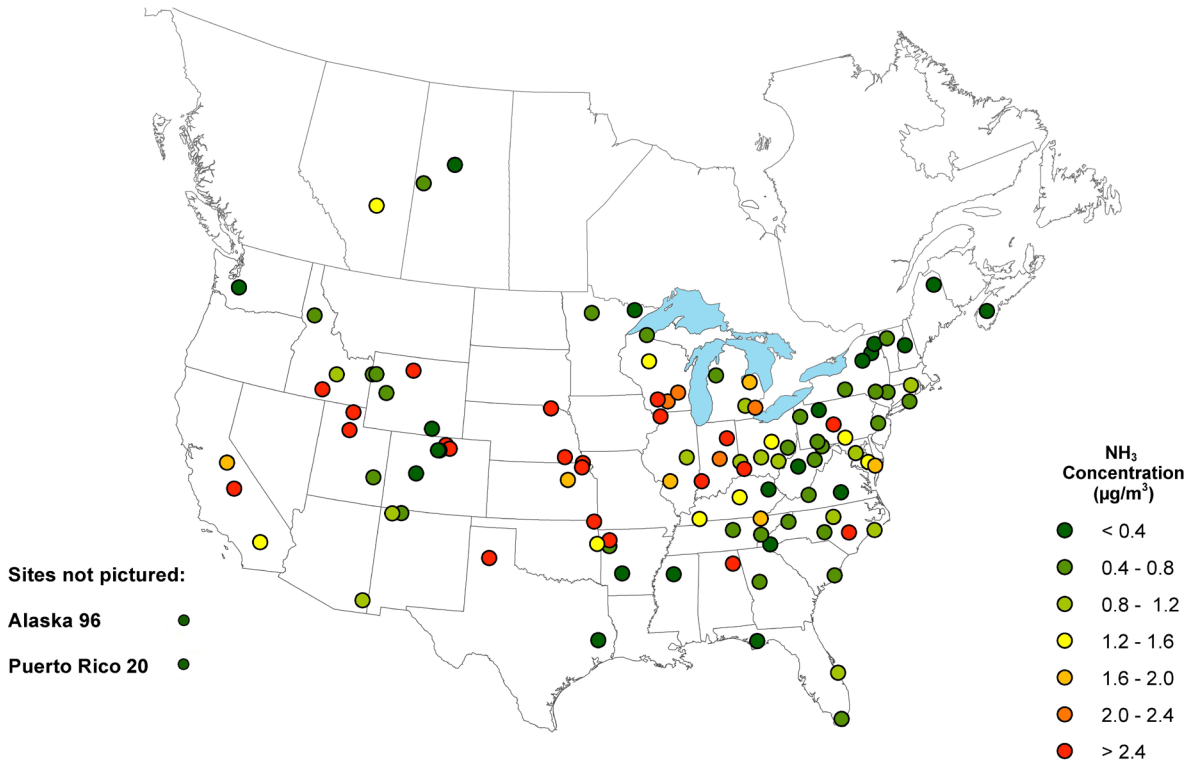 NH₃
Concentration
(µg/m³)
< 0.4
0.4 - 0.8
0.8 - 1.2
1.2 - 1.6
1.6 - 2.0
2.0 - 2.4
> 2.4
Sites not pictured:
Alaska 96
Puerto Rico 20